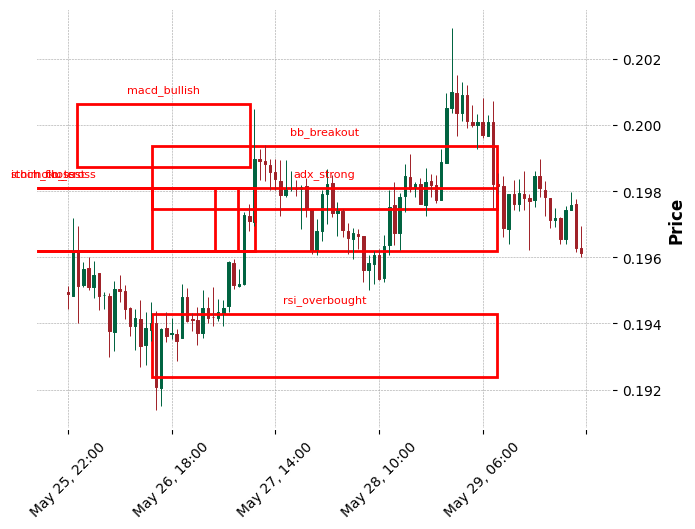 macd_bullish
bb_breakout
adx_strong
rsi_overbought
0.202
0.200
0.198
0.196
0.194
0.192
Price
May 25, 22:00
May 26, 18:00
May 27, 14:00
May 28, 10:00
May 29, 06:00